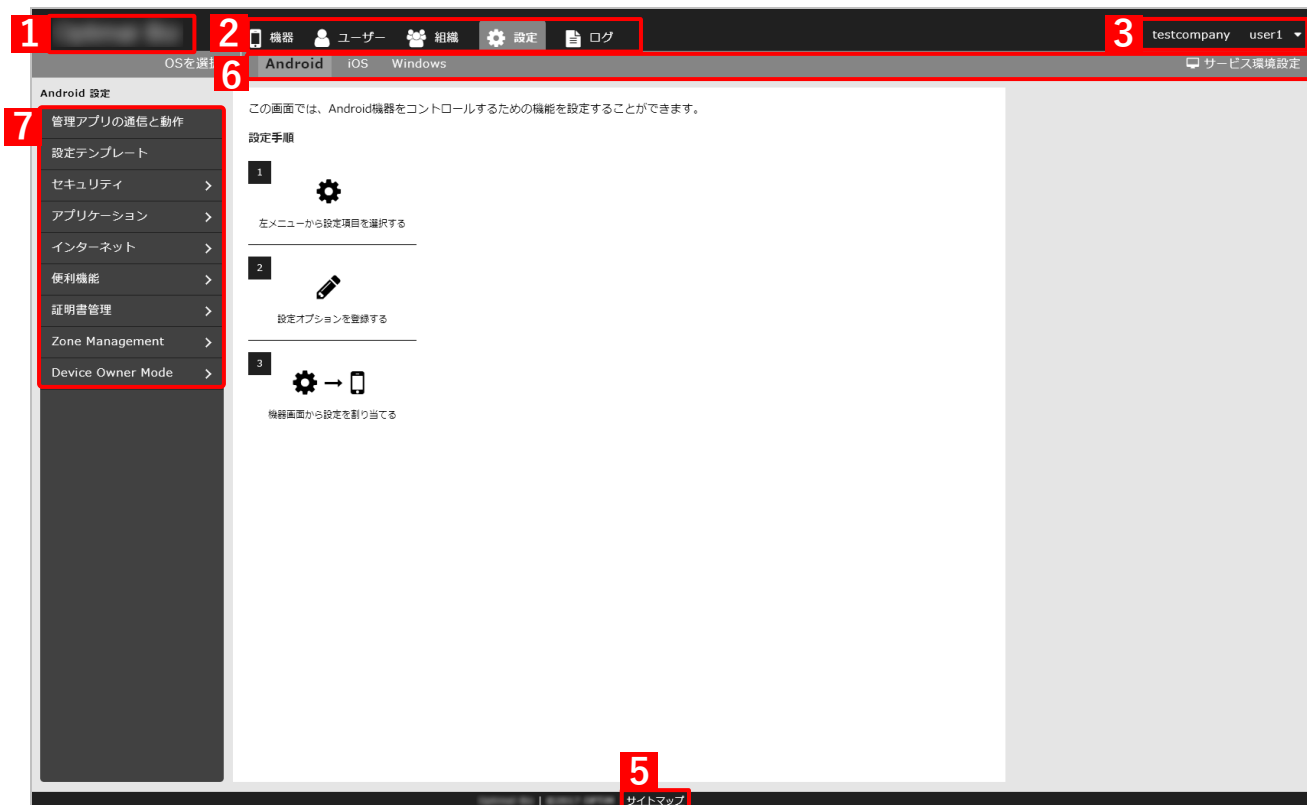 1
2 機器 ユーザー 組織 設定 ログ
3 testcompany user1
OSを選択 6 Android iOS Windows サービス環境設定
Android 設定
7
管理アプリの通信と動作
設定テンプレート
セキュリティ
アプリケーション
インターネット
便利機能
証明書管理
Zone Management
Device Owner Mode
この画面では、Android機器をコントロールするための機能を設定することができます。
設定手順
1
左メニューから設定項目を選択する
2
設定オプションを登録する
3
機器画面から設定を割り当てる
5
| サイトマップ